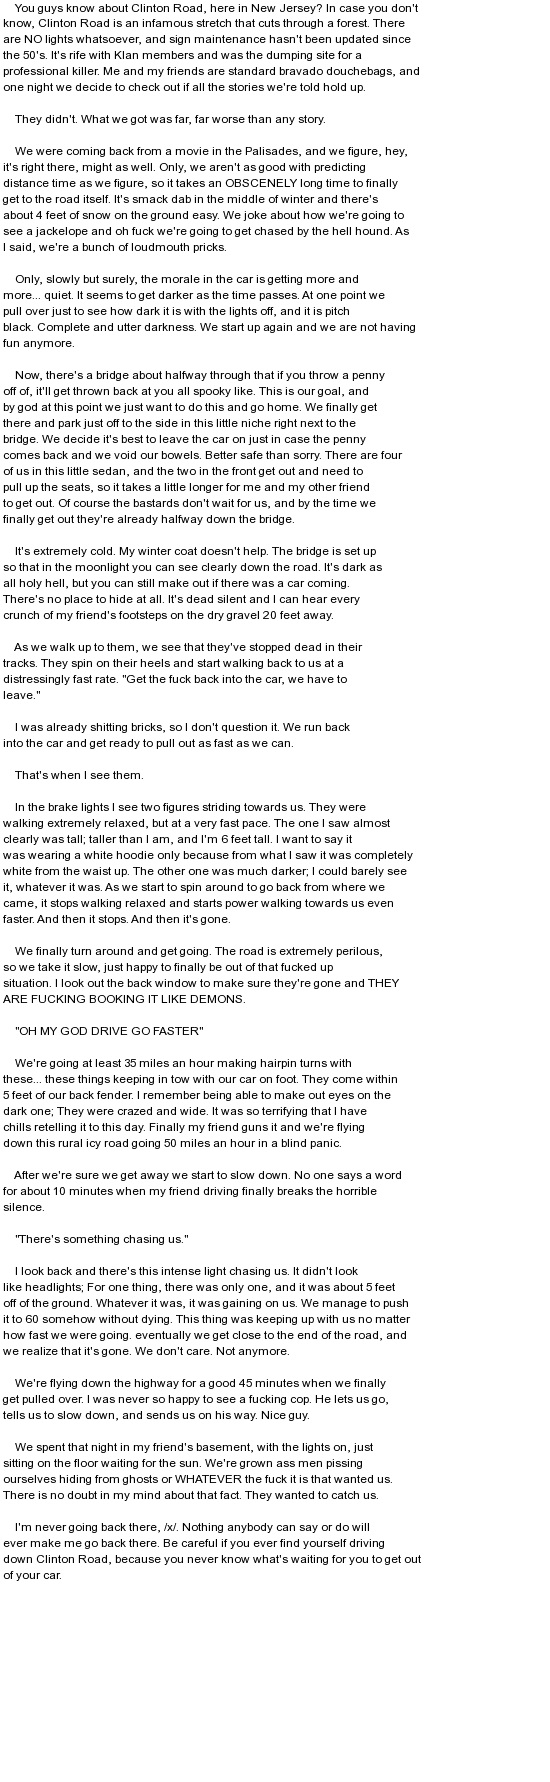 You guys know about Clinton Road, here in New Jersey? In case you don't
know, Clinton Road is an infamous stretch that cuts through a forest. There
are NO lights whatsoever, and sign maintenance hasn't been updated since
the 50's. It's rife with Klan members and was the dumping site for a
professional killer. Me and my friends are standard bravado douchebags, and
one night we decide to check out if all the stories we're told hold up.

They didn't. What we got was far, far worse than any story.

We were coming back from a movie in the Palisades, and we figure, hey,
it's right there, might as well. Only, we aren't as good with predicting
distance time as we figure, so it takes an OBSCENELY long time to finally
get to the road itself. It's smack dab in the middle of winter and there's
about 4 feet of snow on the ground easy. We joke about how we're going to
see a jackelope and oh fuck we're going to get chased by the hell hound. As
I said, we're a bunch of loudmouth pricks.

Only, slowly but surely, the morale in the car is getting more and
more... quiet. It seems to get darker as the time passes. At one point we
pull over just to see how dark it is with the lights off, and it is pitch
black. Complete and utter darkness. We start up again and we are not having
fun anymore.

Now, there's a bridge about halfway through that if you throw a penny
off of, it'll get thrown back at you all spooky like. This is our goal, and
by god at this point we just want to do this and go home. We finally get
there and park just off to the side in this little niche right next to the
bridge. We decide it's best to leave the car on just in case the penny
comes back and we void our bowels. Better safe than sorry. There are four
of us in this little sedan, and the two in the front get out and need to
pull up the seats, so it takes a little longer for me and my other friend
to get out. Of course the bastards don't wait for us, and by the time we
finally get out they're already halfway down the bridge.

It's extremely cold. My winter coat doesn't help. The bridge is set up
so that in the moonlight you can see clearly down the road. It's dark as
all holy hell, but you can still make out if there was a car coming.
There's no place to hide at all. It's dead silent and I can hear every
crunch of my friend's footsteps on the dry gravel 20 feet away.

As we walk up to them, we see that they've stopped dead in their
tracks. They spin on their heels and start walking back to us at a
distressingly fast rate. "Get the fuck back into the car, we have to
leave."

I was already shitting bricks, so I don't question it. We run back
into the car and get ready to pull out as fast as we can.

That's when I see them.

In the brake lights I see two figures striding towards us. They were
walking extremely relaxed, but at a very fast pace. The one I saw almost
clearly was tall; taller than I am, and I'm 6 feet tall. I want to say it
was wearing a white hoodie only because from what I saw it was completely
white from the waist up. The other one was much darker; I could barely see
it, whatever it was. As we start to spin around to go back from where we
came, it stops walking relaxed and starts power walking towards us even
faster. And then it stops. And then it's gone.

We finally turn around and get going. The road is extremely perilous,
so we take it slow, just happy to finally be out of that fucked up
situation. I look out the back window to make sure they're gone and THEY
ARE FUCKING BOOKING IT LIKE DEMONS.

"OH MY GOD DRIVE GO FASTER"

We're going at least 35 miles an hour making hairpin turns with
these... these things keeping in tow with our car on foot. They come within
5 feet of our back fender. I remember being able to make out eyes on the
dark one; They were crazed and wide. It was so terrifying that I have
chills retelling it to this day. Finally my friend guns it and we're flying
down this rural icy road going 50 miles an hour in a blind panic.

After we're sure we get away we start to slow down. No one says a word
for about 10 minutes when my friend driving finally breaks the horrible
silence.

"There's something chasing us."

I look back and there's this intense light chasing us. It didn't look
like headlights; For one thing, there was only one, and it was about 5 feet
off of the ground. Whatever it was, it was gaining on us. We manage to push
it to 60 somehow without dying. This thing was keeping up with us no matter
how fast we were going. eventually we get close to the end of the road, and
we realize that it's gone. We don't care. Not anymore.

We're flying down the highway for a good 45 minutes when we finally
get pulled over. I was never so happy to see a fucking cop. He lets us go,
tells us to slow down, and sends us on his way. Nice guy.

We spent that night in my friend's basement, with the lights on, just
sitting on the floor waiting for the sun. We're grown ass men pissing
ourselves hiding from ghosts or WHATEVER the fuck it is that wanted us.
There is no doubt in my mind about that fact. They wanted to catch us.

I'm never going back there, /x/. Nothing anybody can say or do will
ever make me go back there. Be careful if you ever find yourself driving
down Clinton Road, because you never know what's waiting for you to get out
of your car.